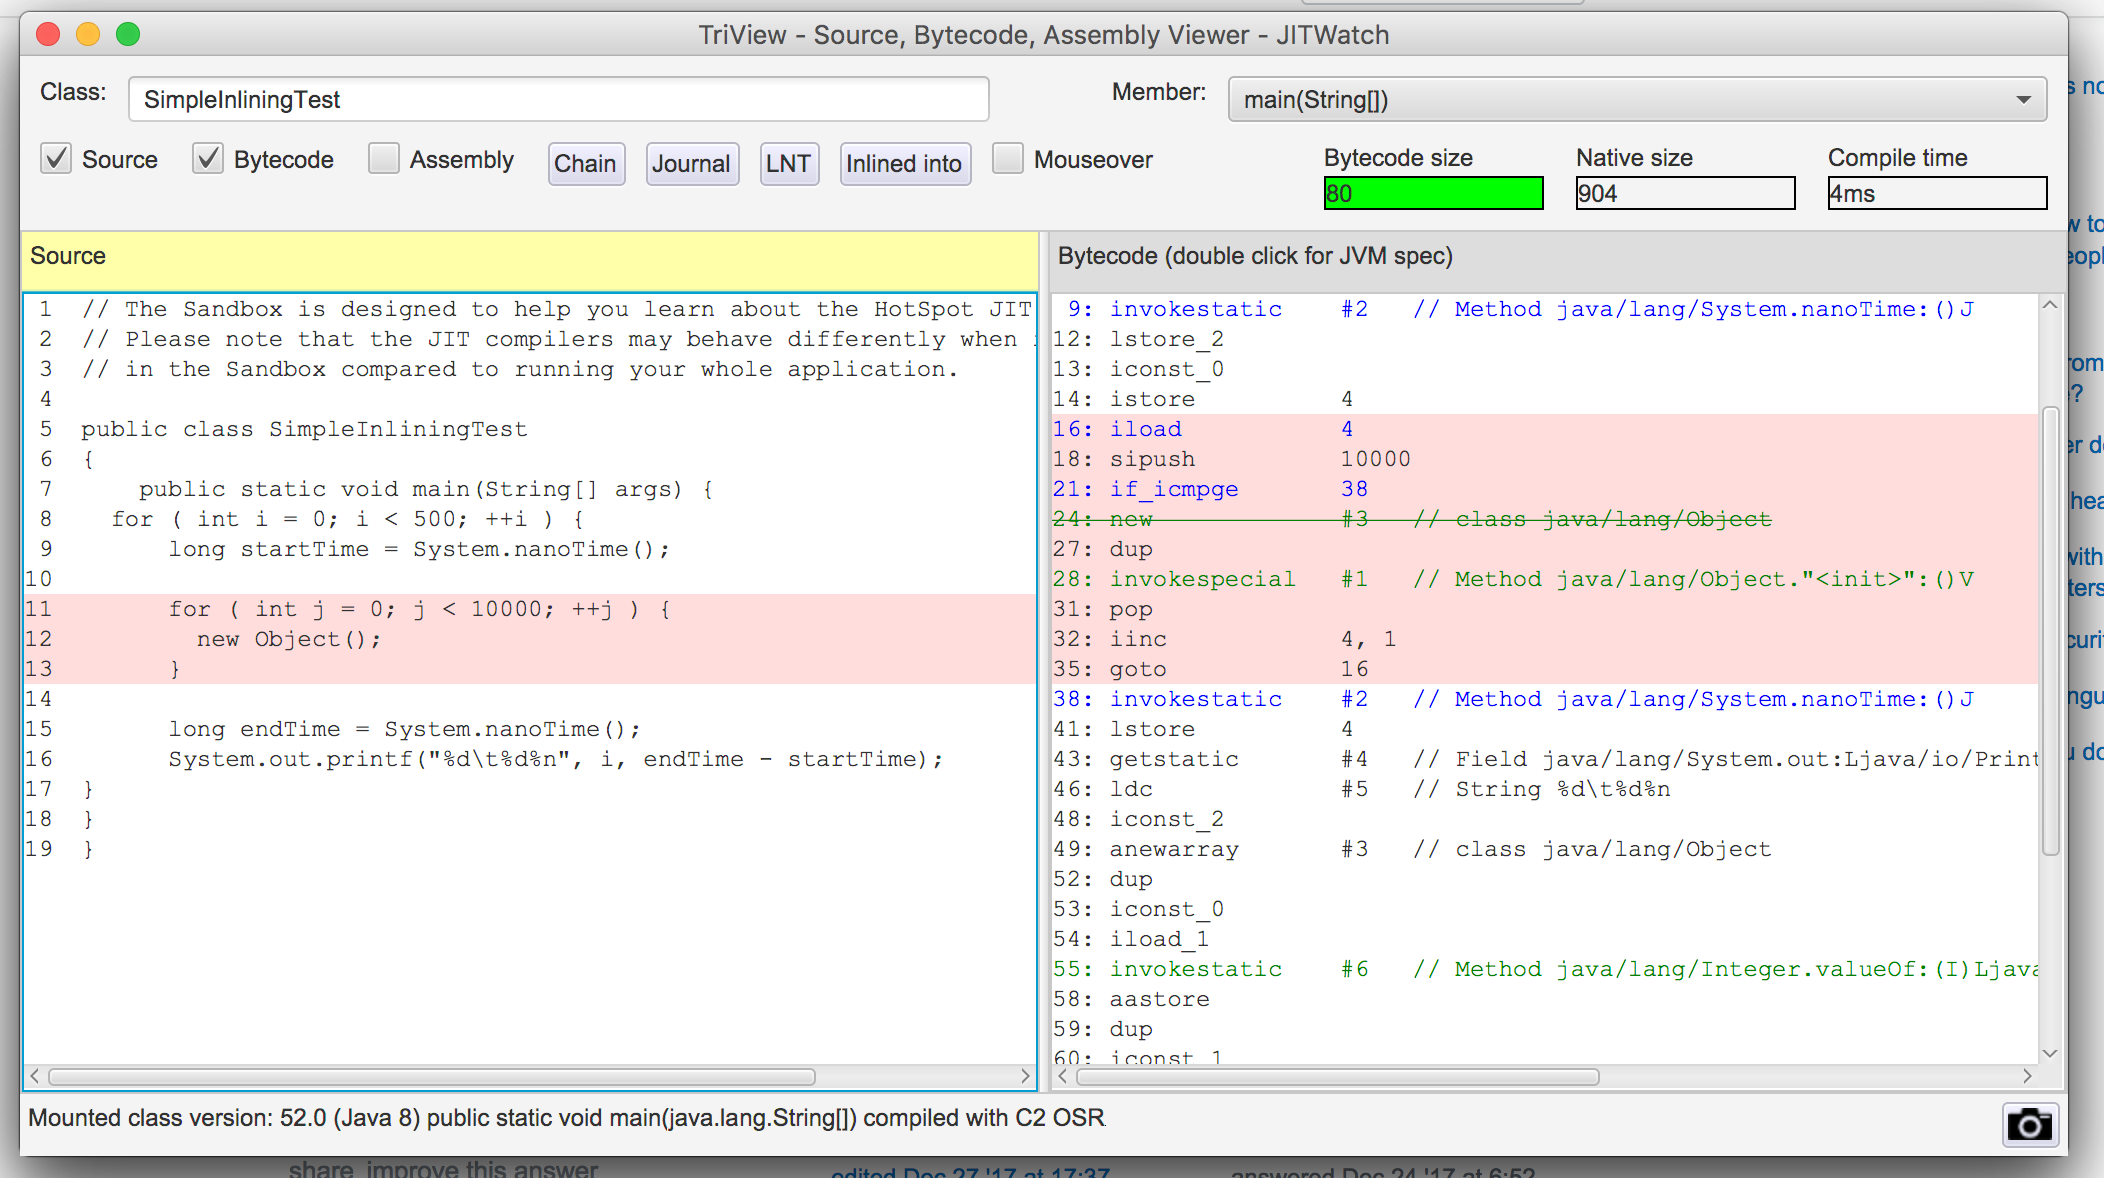 TriView - Source, Bytecode, Assembly Viewer - JITWatch
Class: SimpleInliningTest Member: main(String[])
Source Bytecode Assembly Chain Journal LNT Inlined into Mouseover
Bytecode size Native size Compile time
80 904 4ms
Source
1 // The Sandbox is designed to help you learn about the HotSpot JIT
2 // Please note that the JIT compilers may behave differently when
3 // in the Sandbox compared to running your whole application.
4
5 public class SimpleInliningTest
6 {
7 public static void main(String[] args) {
8 for ( int i = 0; i < 500; ++i ) {
9 long startTime = System.nanoTime();
10
11 for ( int j = 0; j < 10000; ++j ) {
12 new Object();
13 }
14
15 long endTime = System.nanoTime();
16 System.out.printf("%d\t%d%n", i, endTime - startTime);
17 }
18 }
19 }
Bytecode (double click for JVM spec)
9: invokestatic #2 // Method java/lang/System.nanoTime:()J
12: lstore_2
13: iconst_0
14: istore 4
16: iload 4
18: sipush 10000
21: if_icmpge 38
24: new #3 // class java/lang/Object
27: dup
28: invokespecial #1 // Method java/lang/Object."<init>":()V
31: pop
32: iinc 4, 1
35: goto 16
38: invokestatic #2 // Method java/lang/System.nanoTime:()J
41: lstore 4
43: getstatic #4 // Field java/lang/System.out:Ljava/io/Print
46: ldc #5 // String %d\t%d%n
48: iconst_2
49: anewarray #3 // class java/lang/Object
52: dup
53: iconst_0
54: iload_1
55: invokestatic #6 // Method java/lang/Integer.valueOf:(I)Ljava
58: aastore
59: dup
60: iconst_1
Mounted class version: 52.0 (Java 8) public static void main(java.lang.String[]) compiled with C2 OSR
share improve this answer edited Dec 27 '17 at 17:37 answered Dec 24 '17 at 6:52